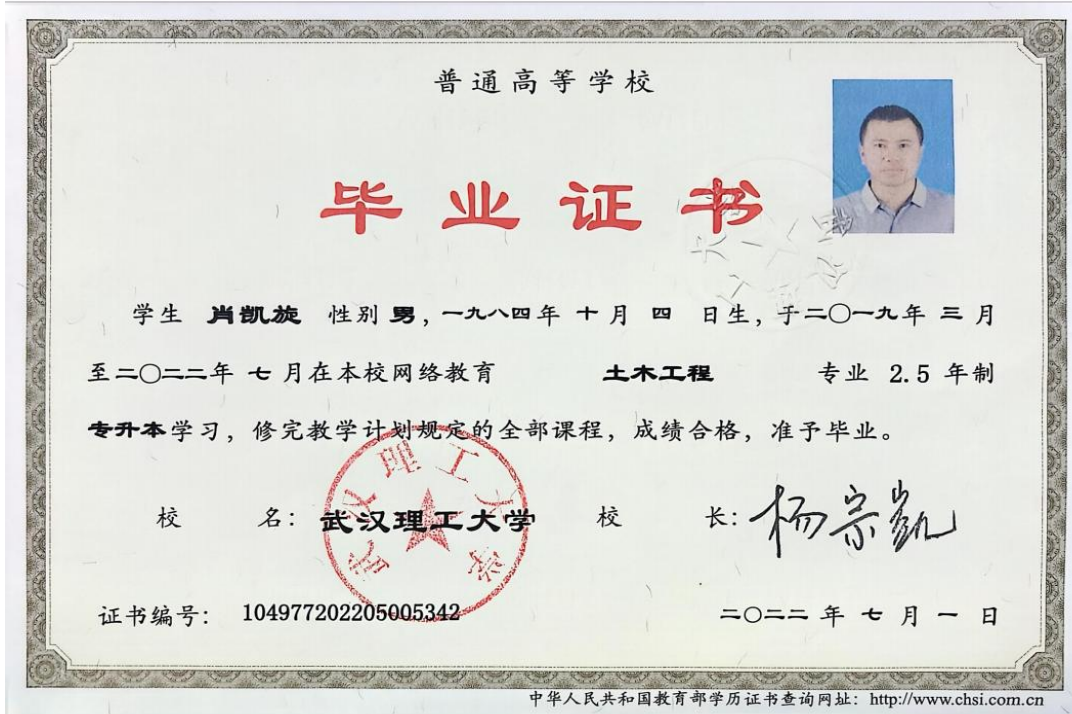 普通高等学校
毕业证书
学生 肖凯旋 性别 男，一九八四年 十 月 四 日生，于二〇一九年 三 月
至二〇二二年 七 月在本校网络教育 土木工程 专业 2.5 年制
专升本学习，修完教学计划规定的全部课程，成绩合格，准予毕业。
校 名：武汉理工大学 校 长：杨宗凯
武汉理工大学
证书编号：104977202205005342 二〇二二 年 七 月 一 日
中华人民共和国教育部学历证书查询网址：http://www.chsi.com.cn